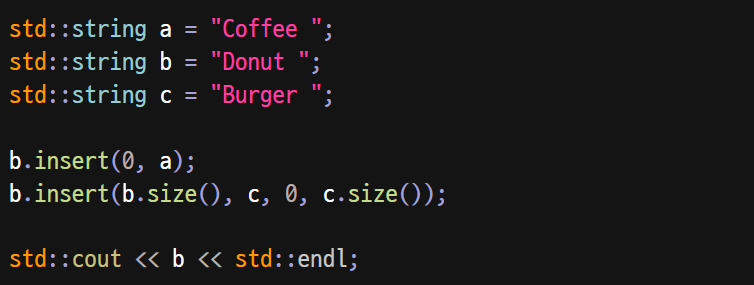 std::string a = "Coffee ";
std::string b = "Donut ";
std::string c = "Burger ";
b.insert(0, a);
b.insert(b.size(), c, 0, c.size());
std::cout << b << std::endl;